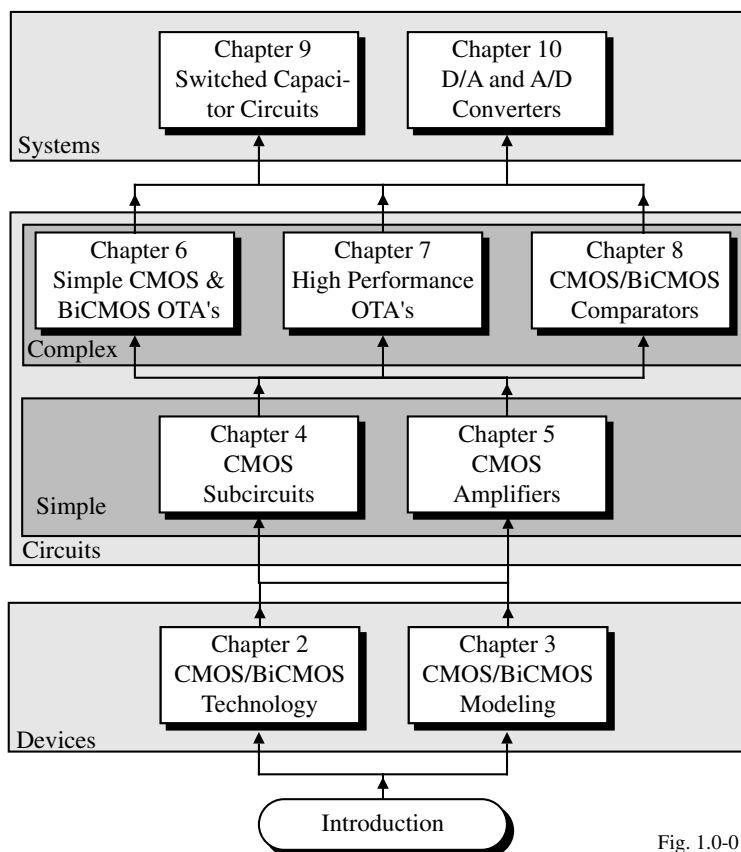 Chapter 9
Switched Capaci-
tor Circuits
Chapter 10
D/A and A/D
Converters
Systems
Chapter 6
Simple CMOS &
BiCMOS OTA's
Chapter 7
High Performance
OTA's
Chapter 8
CMOS/BiCMOS
Comparators
Complex
Chapter 4
CMOS
Subcircuits
Chapter 5
CMOS
Amplifiers
Simple
Circuits
Chapter 2
CMOS/BiCMOS
Technology
Chapter 3
CMOS/BiCMOS
Modeling
Devices
Introduction
Fig. 1.0-0